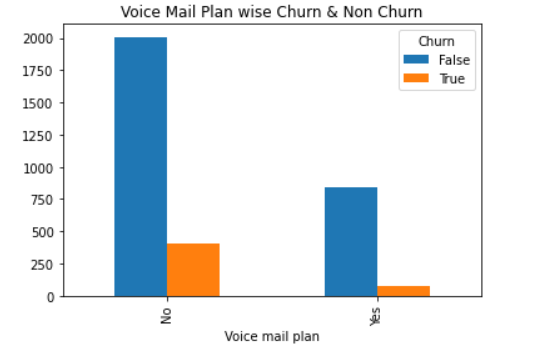 Voice Mail Plan wise Churn & Non Churn
Churn
False
True
2000
1750
1500
1250
1000
750
500
250
0
No
Yes
Voice mail plan